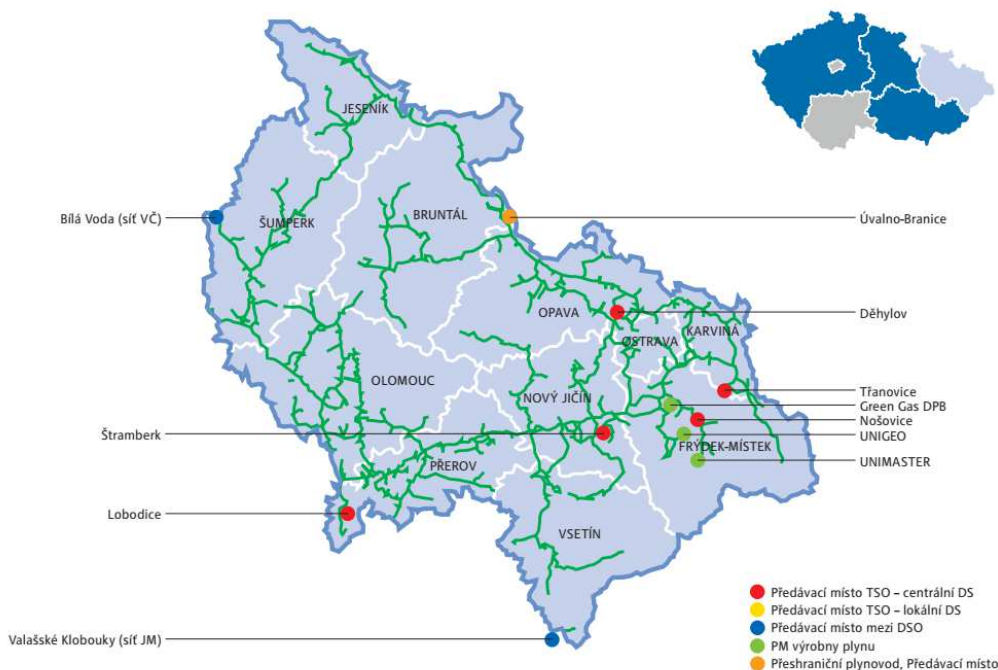 JESENÍK
Bílá Voda (síť VČ)
ŠUMPERK
BRUNTÁL
Úvalno-Branice
OPAVA
Děhylov
OSTRAVA
KARVINÁ
OLOMOUC
NOVÝ JIČÍN
Třanovice
Green Gas DPB
Nošovice
Štramberk
UNIGEO
FRÝDEK-MÍSTEK
UNIMASTER
PŘEROV
Lobodice
VSETÍN
Valašské Klobouky (síť JM)
Předávací místo TSO – centrální DS
Předávací místo TSO – lokální DS
Předávací místo mezi DSO
PM výrobny plynu
Přeshraniční plynovod, Předávací místo